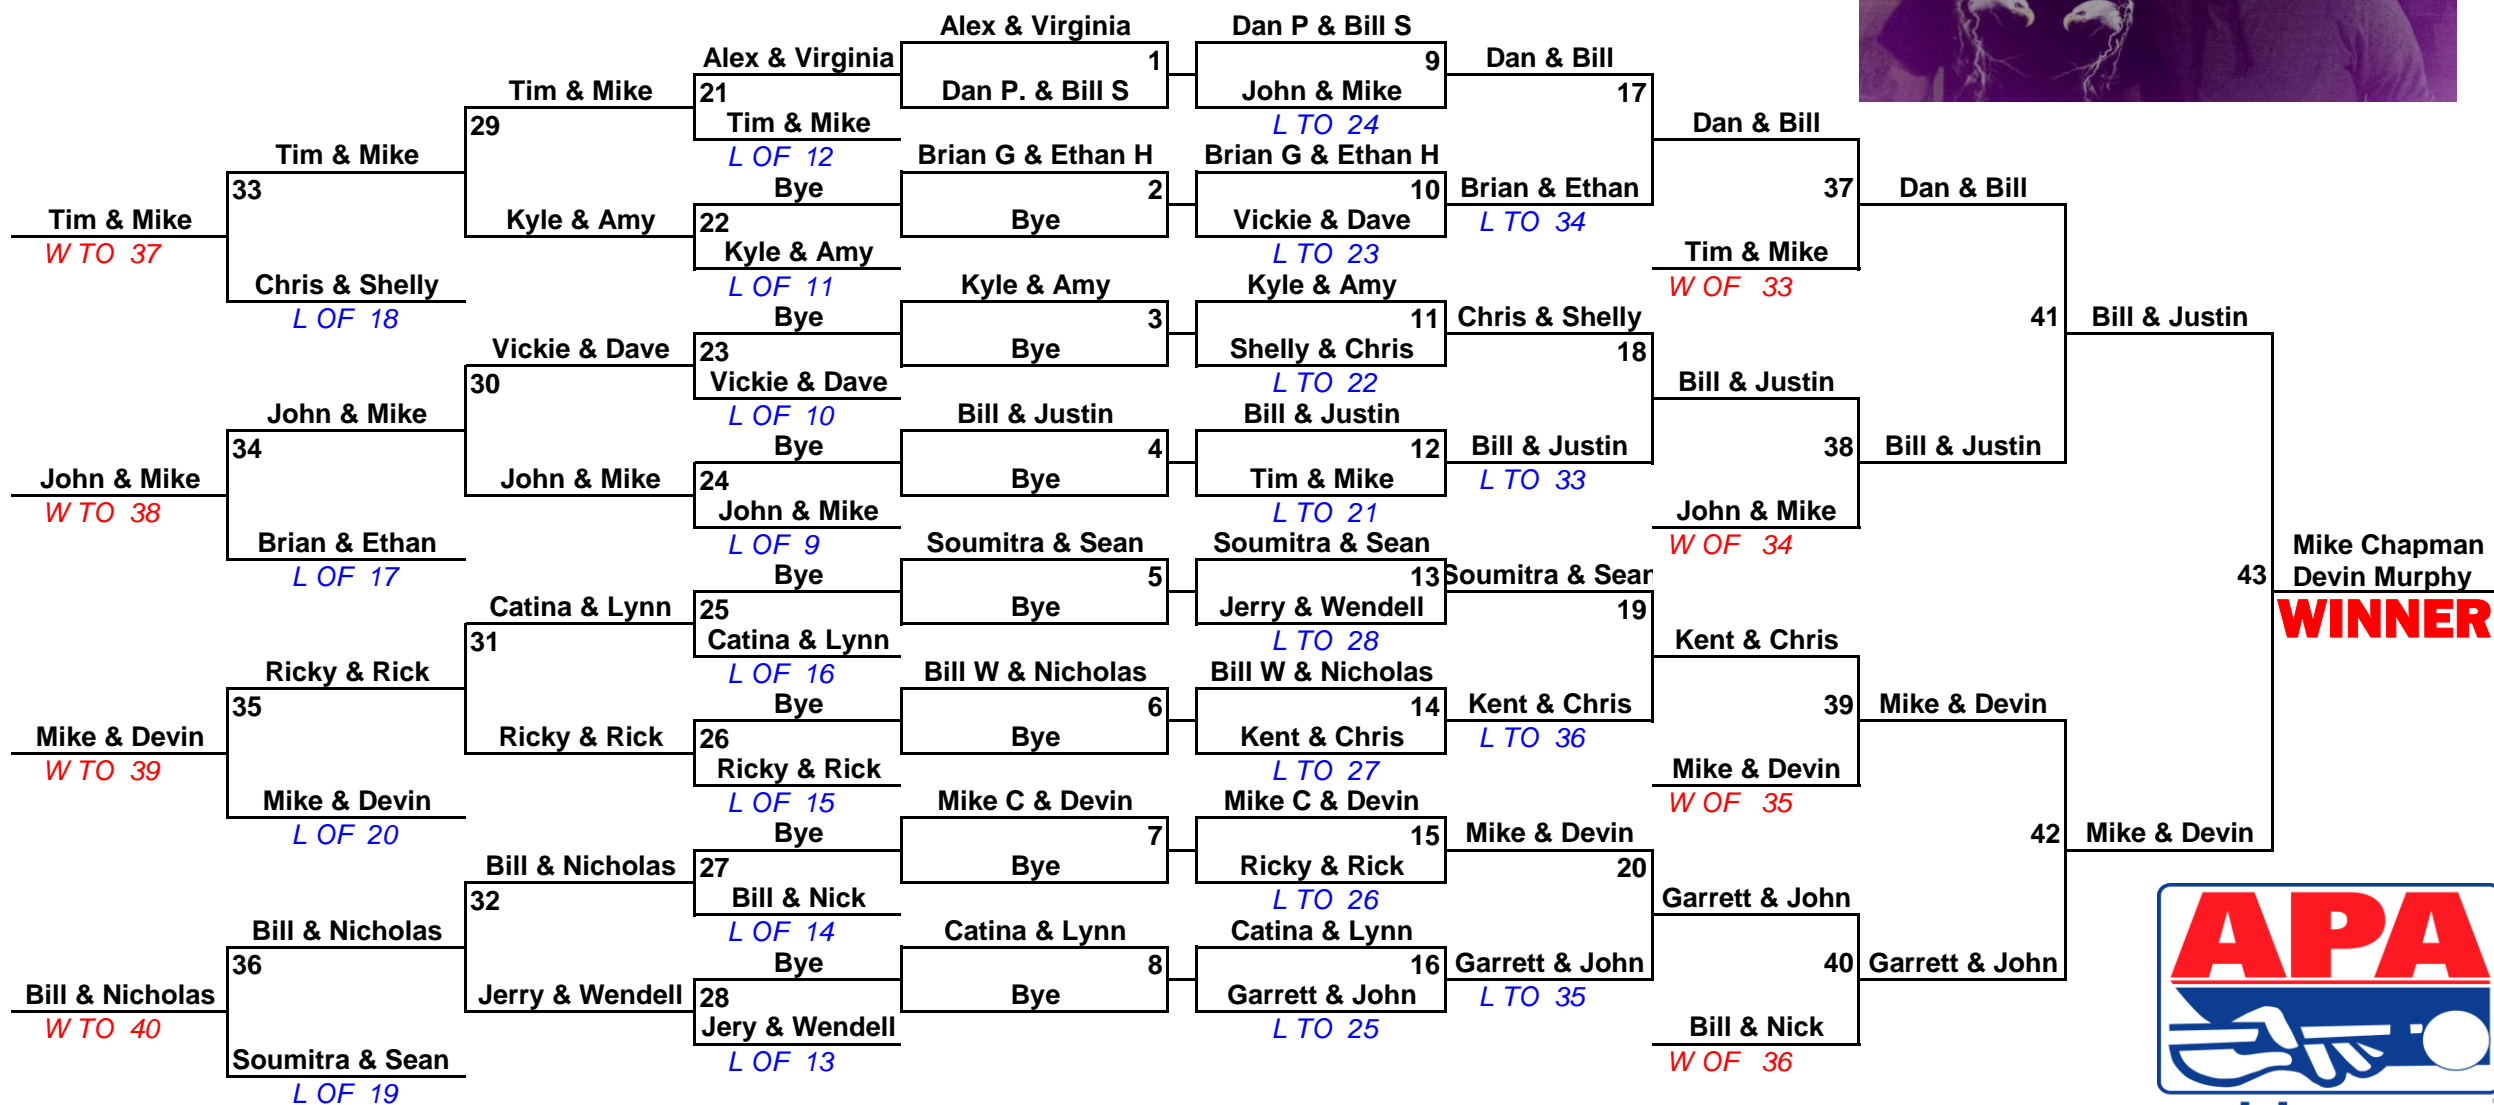 Alex & Virginia
Dan P & Bill S
Alex & Virginia
1
9
Dan & Bill
Tim & Mike
21
Dan P. & Bill S
John & Mike
17
29
Tim & Mike
L TO 24
Dan & Bill
Tim & Mike
L OF 12
Brian G & Ethan H
Brian G & Ethan H
33
Bye
2
10
Brian & Ethan
37
Dan & Bill
Tim & Mike
Kyle & Amy
22
Bye
Vickie & Dave
L TO 34
W TO 37
Kyle & Amy
L TO 23
Tim & Mike
Chris & Shelly
L OF 11
Kyle & Amy
Kyle & Amy
W OF 33
L OF 18
Bye
3
11
Chris & Shelly
41
Bill & Justin
Vickie & Dave
23
Bye
Shelly & Chris
18
30
Vickie & Dave
L TO 22
Bill & Justin
John & Mike
L OF 10
Bill & Justin
Bill & Justin
34
Bye
4
12
Bill & Justin
38
Bill & Justin
John & Mike
John & Mike
24
Bye
Tim & Mike
L TO 33
W TO 38
John & Mike
L TO 21
John & Mike
Brian & Ethan
L OF 9
Soumitra & Sean
Soumitra & Sean
W OF 34
Mike Chapman
L OF 17
Bye
5
13
Soumitra & Sean
43
Devin Murphy
Catina & Lynn
25
Bye
Jerry & Wendell
19
WINNER
31
Catina & Lynn
L TO 28
Kent & Chris
Ricky & Rick
L OF 16
Bill W & Nicholas
Bill W & Nicholas
35
Bye
6
14
Kent & Chris
39
Mike & Devin
Mike & Devin
Ricky & Rick
26
Bye
Kent & Chris
L TO 36
W TO 39
Ricky & Rick
L TO 27
Mike & Devin
Mike & Devin
L OF 15
Mike C & Devin
Mike C & Devin
W OF 35
L OF 20
Bye
7
15
Mike & Devin
42
Mike & Devin
Bill & Nicholas
27
Bye
Ricky & Rick
20
32
Bill & Nick
L TO 26
Garrett & John
Bill & Nicholas
L OF 14
Catina & Lynn
Catina & Lynn
APA
36
Bye
8
16
Garrett & John
40
Garrett & John
Bill & Nicholas
Jerry & Wendell
28
Bye
Garrett & John
L TO 35
W TO 40
Jery & Wendell
L TO 25
Bill & Nick
Soumitra & Sean
L OF 13
W OF 36
L OF 19